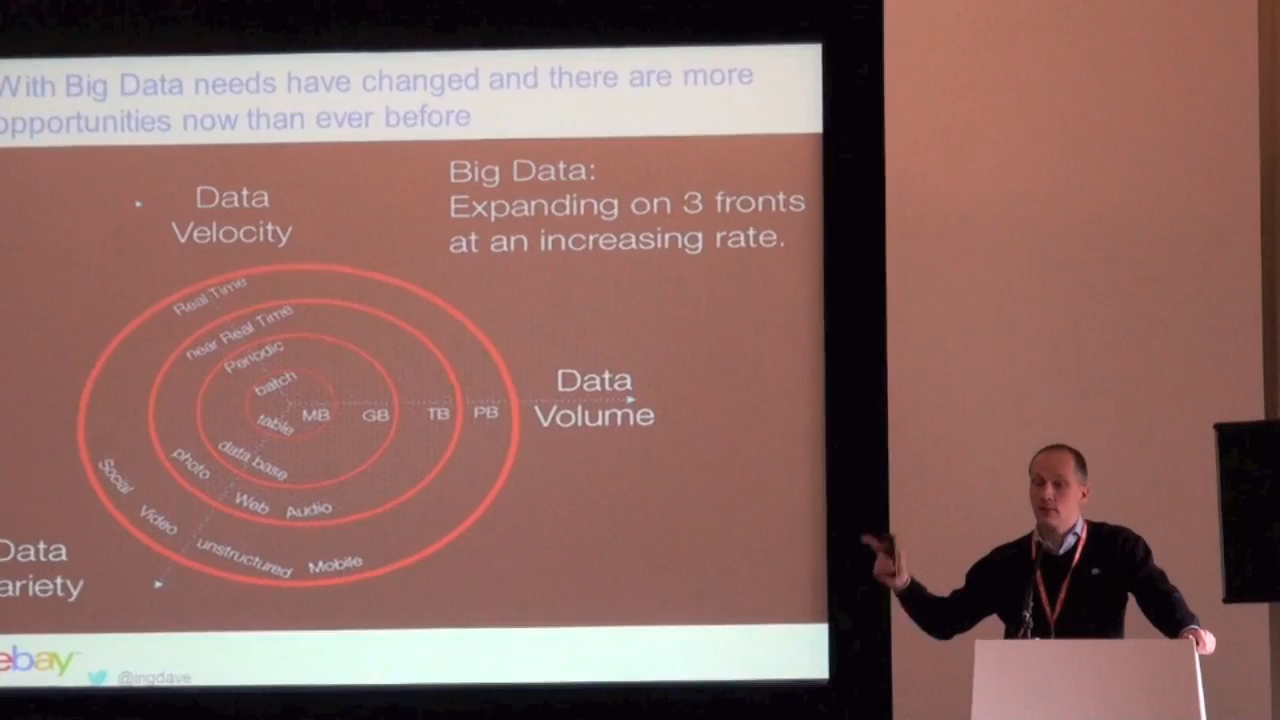 With Big Data needs have changed and there are more
opportunities now than ever before
Big Data:
Expanding on 3 fronts
at an increasing rate.
Data
Velocity
Real Time
near Real Time
Periodic
batch
MB GB TB PB
Data
Volume
table
data base
photo Web Audio
Social Video unstructured Mobile
Data
ariety
ebay
@ingdave